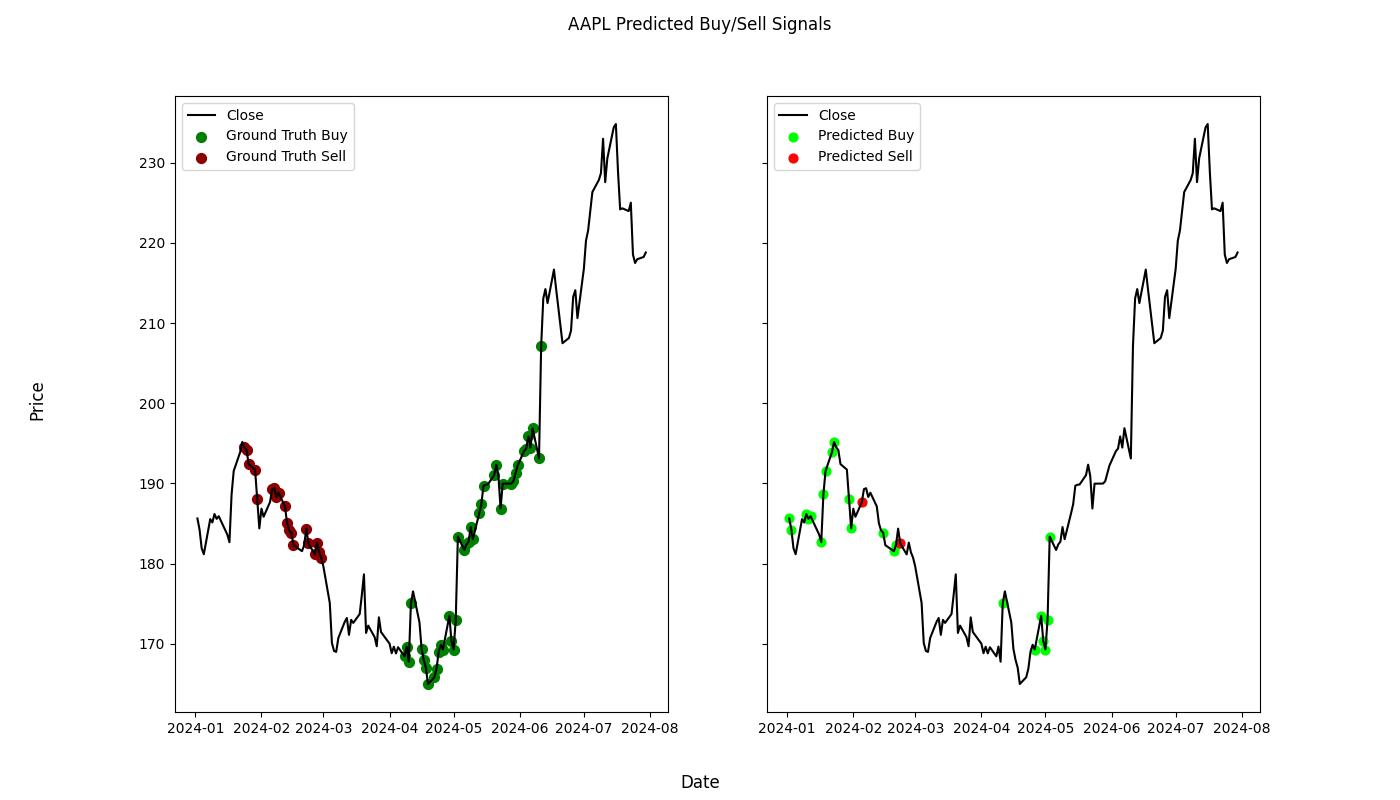 AAPL Predicted Buy/Sell Signals
Close
Ground Truth Buy
Ground Truth Sell
Close
Predicted Buy
Predicted Sell
230
220
210
200
190
180
170
Price
2024-01 2024-02 2024-03 2024-04 2024-05 2024-06 2024-07 2024-08
2024-01 2024-02 2024-03 2024-04 2024-05 2024-06 2024-07 2024-08
Date